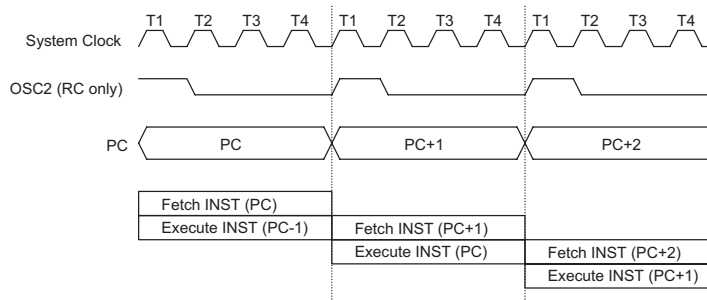 T1 T2 T3 T4 T1 T2 T3 T4 T1 T2 T3 T4
System Clock
OSC2 (RC only)
PC PC PC+1 PC+2
Fetch INST (PC)
Execute INST (PC-1) Fetch INST (PC+1)
Execute INST (PC) Fetch INST (PC+2)
Execute INST (PC+1)